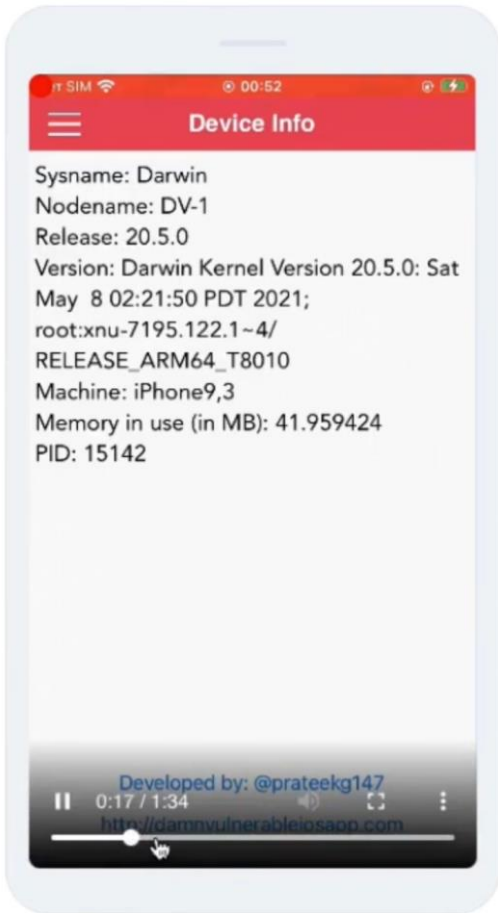 SIM 00:52
Device Info
Sysname: Darwin
Nodename: DV-1
Release: 20.5.0
Version: Darwin Kernel Version 20.5.0: Sat
May 8 02:21:50 PDT 2021;
root:xnu-7195.122.1~4/
RELEASE_ARM64_T8010
Machine: iPhone9,3
Memory in use (in MB): 41.959424
PID: 15142
Developed by: @prateekg147
0:17 / 1:34
http://damnvulnerableiosapp.com